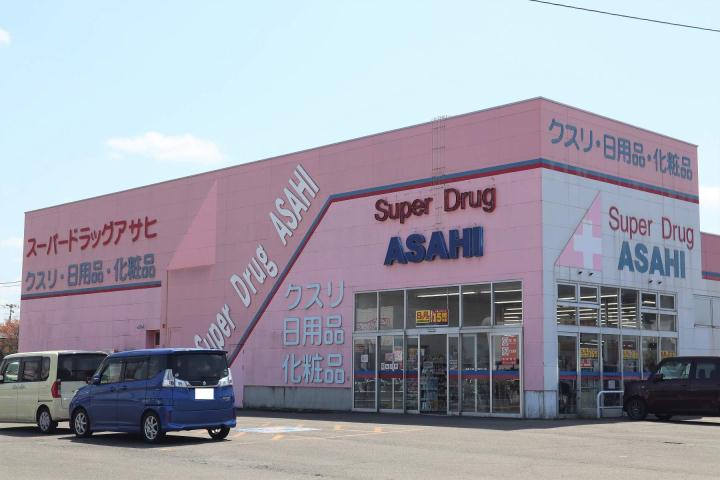 スーパードラッグアサヒ
クスリ・日用品・化粧品
Super Drug ASAHI
Super Drug
ASAHI
クスリ
日用品
化粧品
クスリ・日用品・化粧品
Super Drug
ASAHI